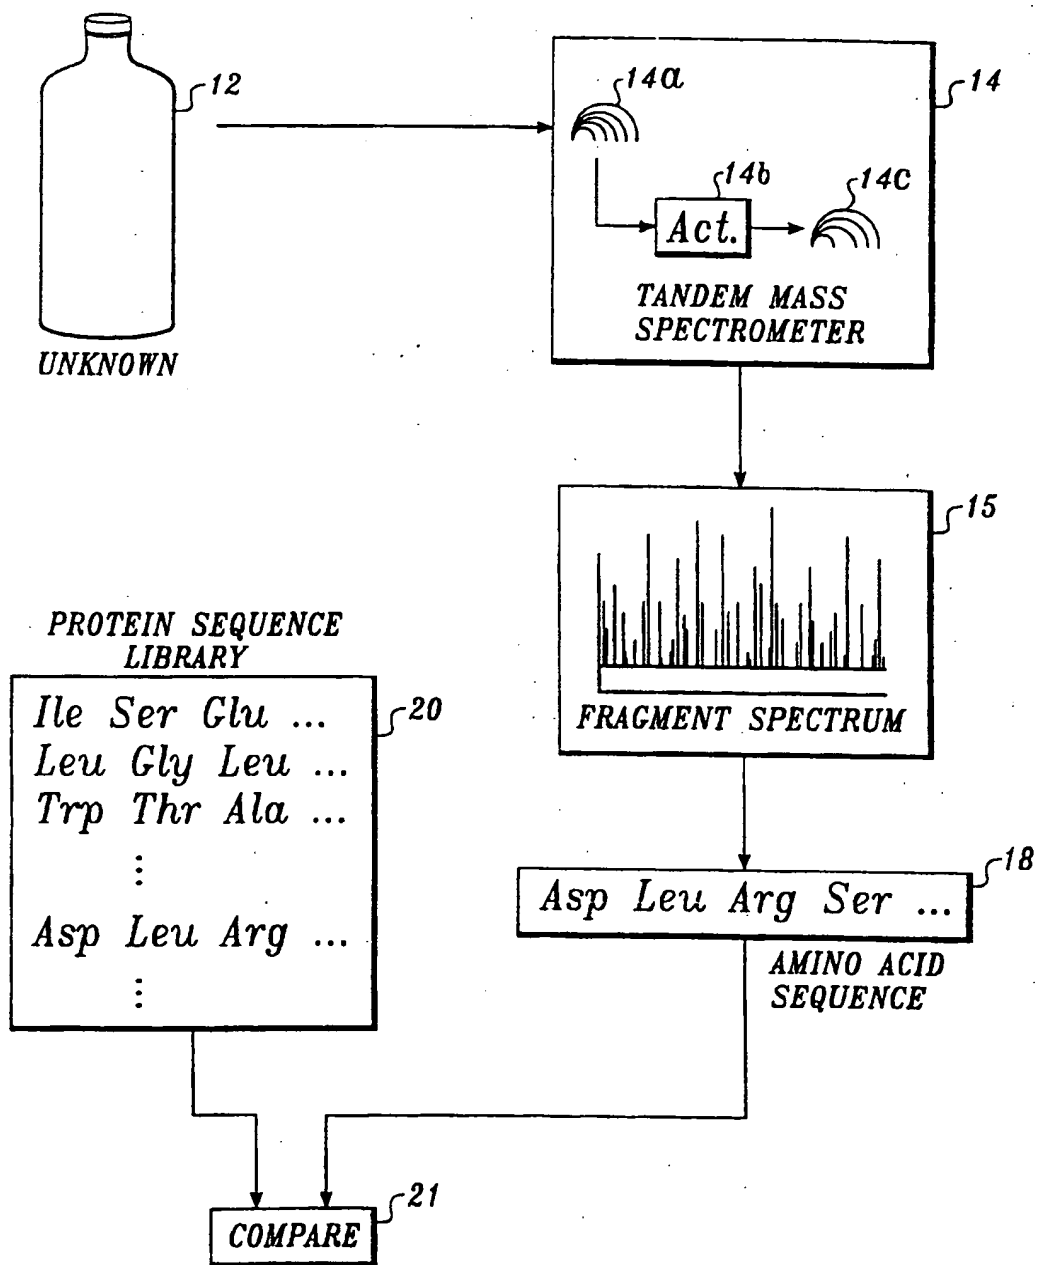 12
UNKNOWN
14a
14
14b
14c
Act.
TANDEM MASS
SPECTROMETER
15
FRAGMENT SPECTRUM
PROTEIN SEQUENCE
LIBRARY
20
Ile Ser Glu ...
Leu Gly Leu ...
Trp Thr Ala ...
⋮
Asp Leu Arg ...
⋮
18
Asp Leu Arg Ser ...
AMINO ACID
SEQUENCE
21
COMPARE